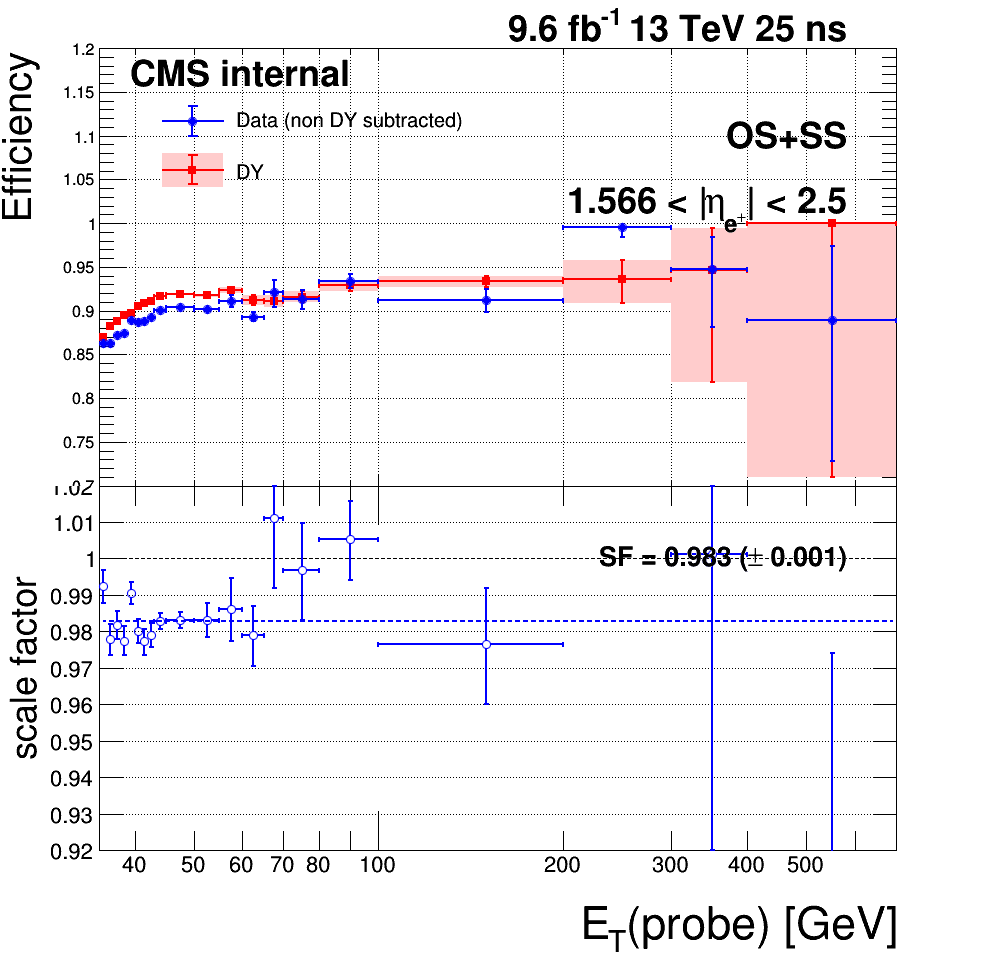 9.6 fb-1 13 TeV 25 ns
Efficiency
CMS internal
Data (non DY subtracted)
DY
OS+SS
1.566 < |ηe±| < 2.5
1.2
1.15
1.1
1.05
1
0.95
0.9
0.85
0.8
0.75
1.02
1.01
1
0.99
0.98
0.97
0.96
0.95
0.94
0.93
0.92
scale factor
SF = 0.983 (± 0.001)
40 50 60 70 80 100 200 300 400 500
ET(probe) [GeV]